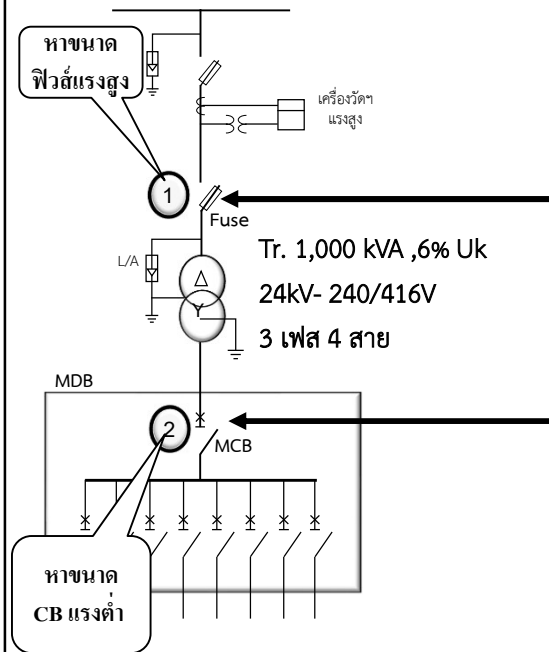 หาขนาด
ฟิวส์แรงสูง
เครื่องวัดฯ
แรงสูง
1
Fuse
L/A
Tr. 1,000 kVA ,6% Uk
24kV- 240/416V
3 เฟส 4 สาย
MDB
2
MCB
หาขนาด
CB แรงต่ำ